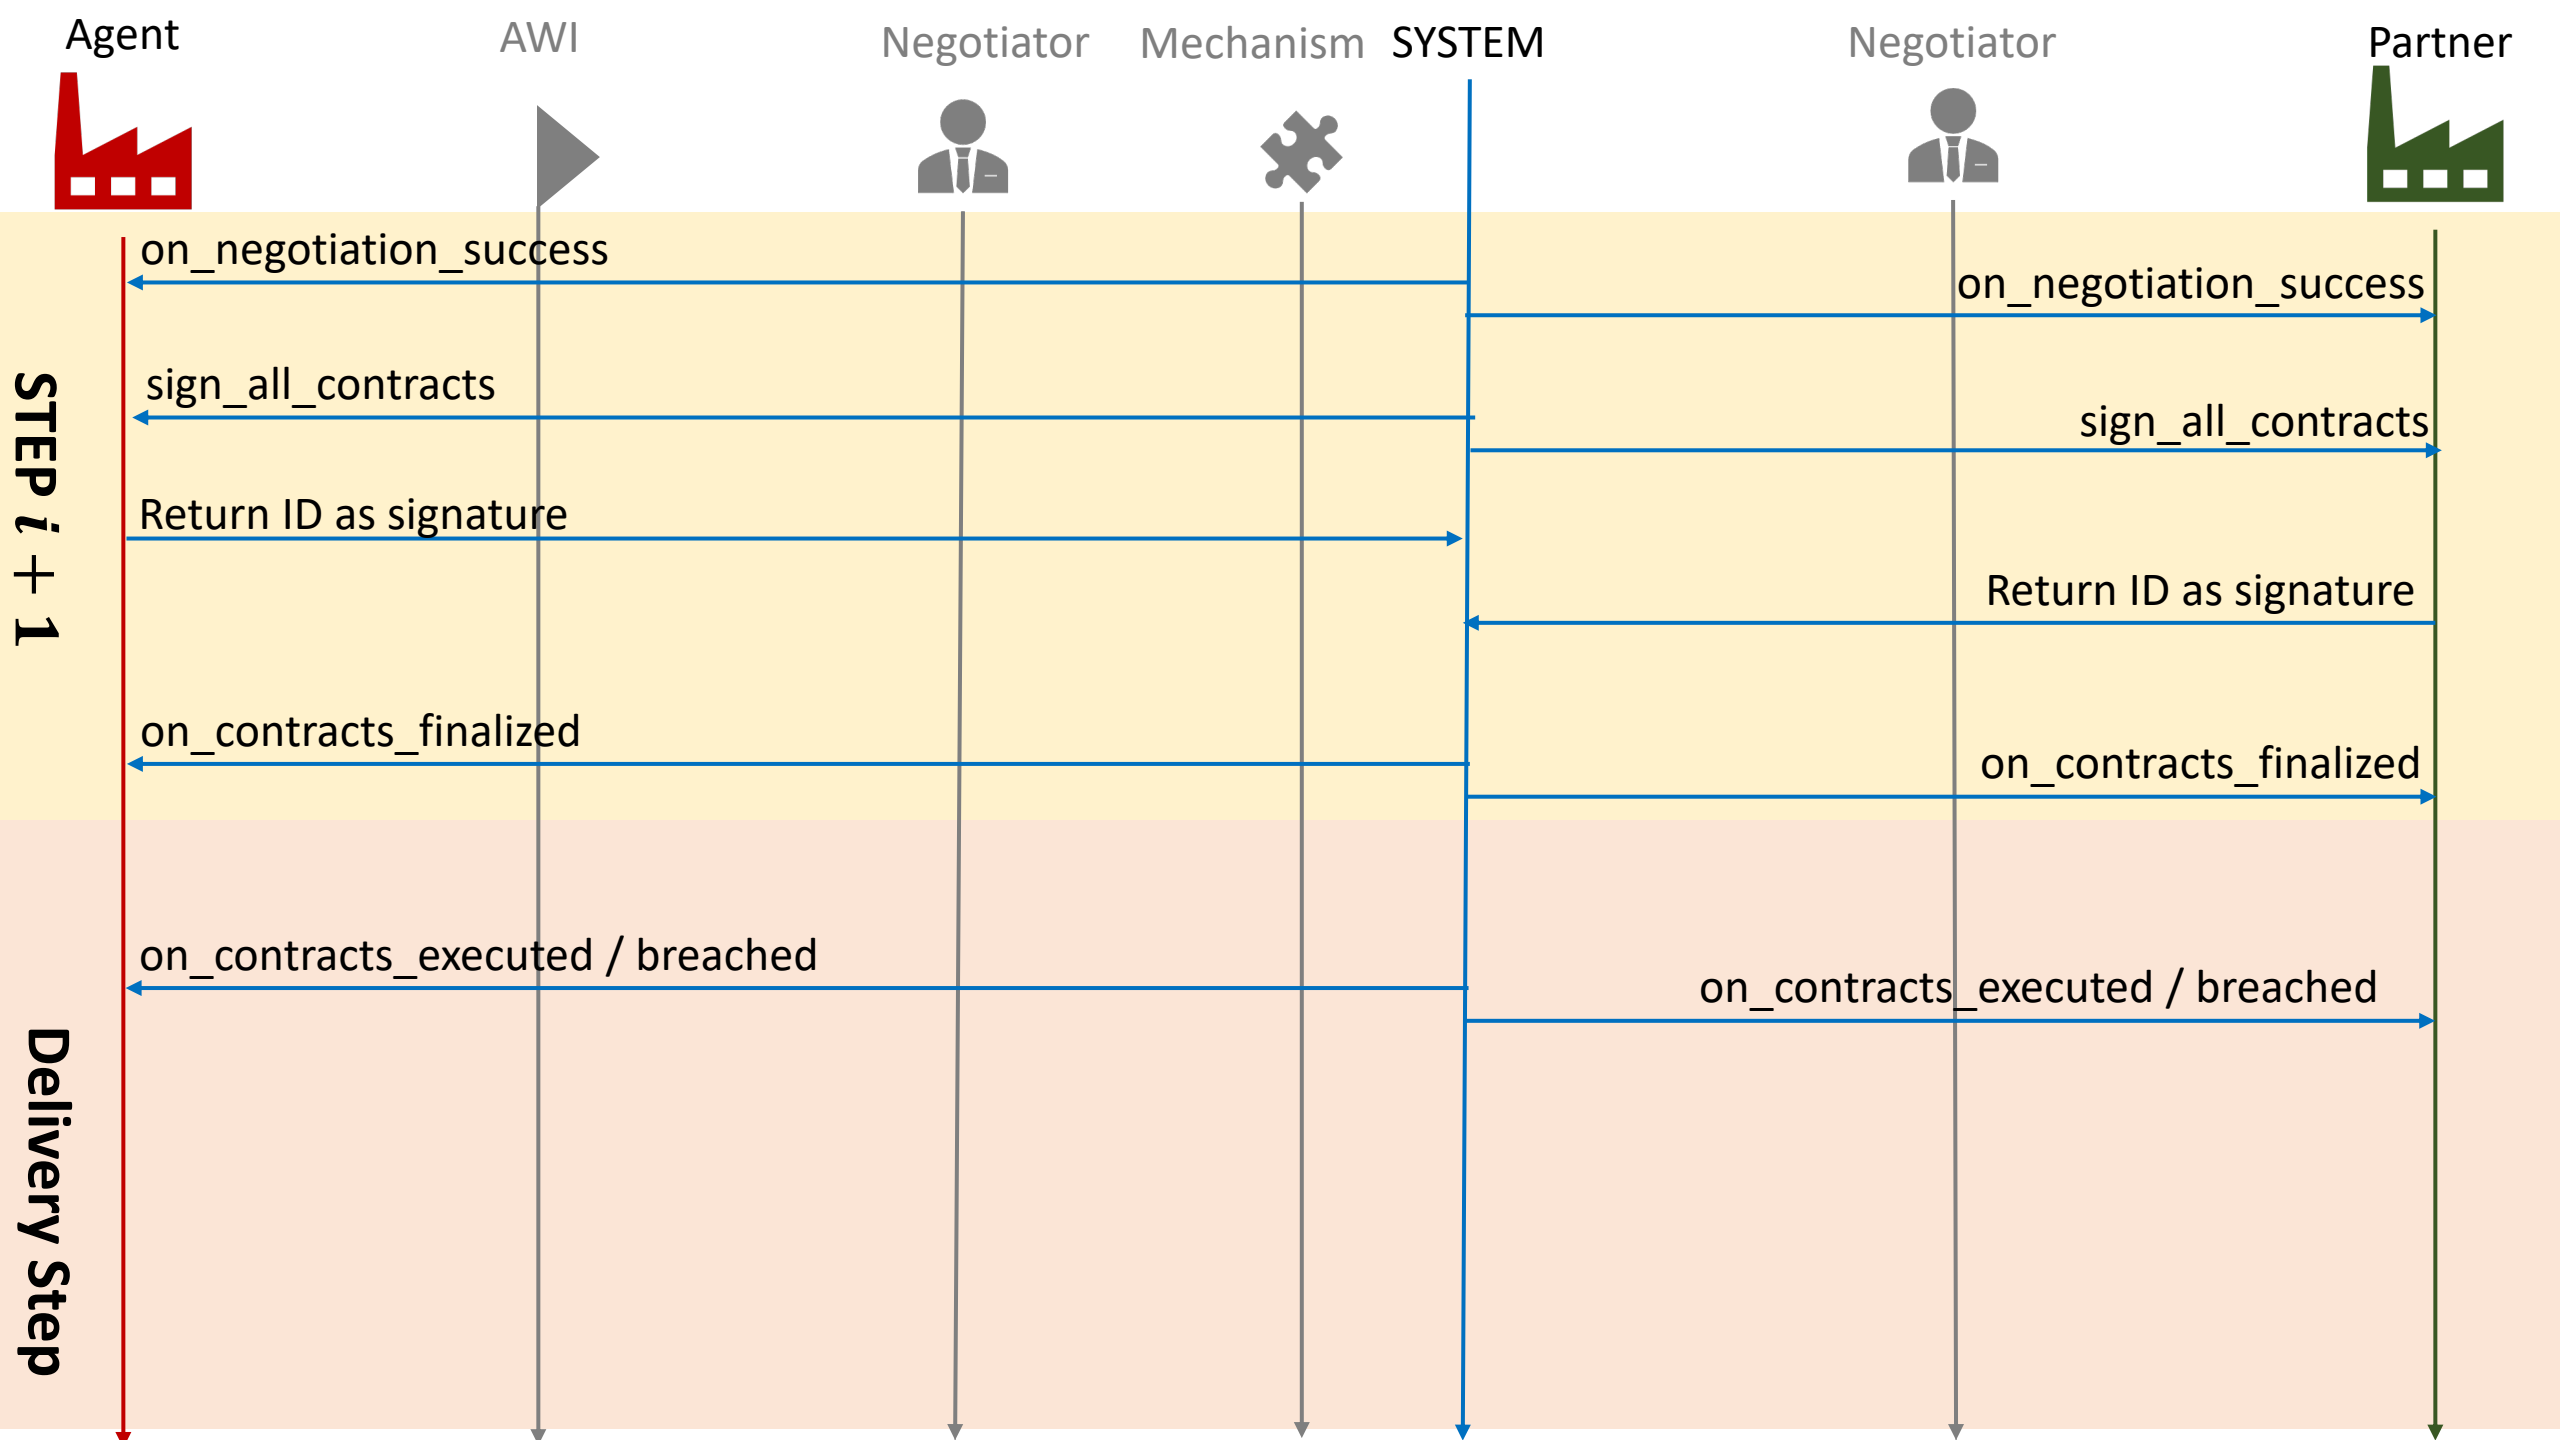 Agent
AWI
Negotiator
Mechanism
SYSTEM
Negotiator
Partner
STEP i + 1
on_negotiation_success
on_negotiation_success
sign_all_contracts
sign_all_contracts
Return ID as signature
Return ID as signature
on_contracts_finalized
on_contracts_finalized
Delivery Step
on_contracts_executed / breached
on_contracts_executed / breached